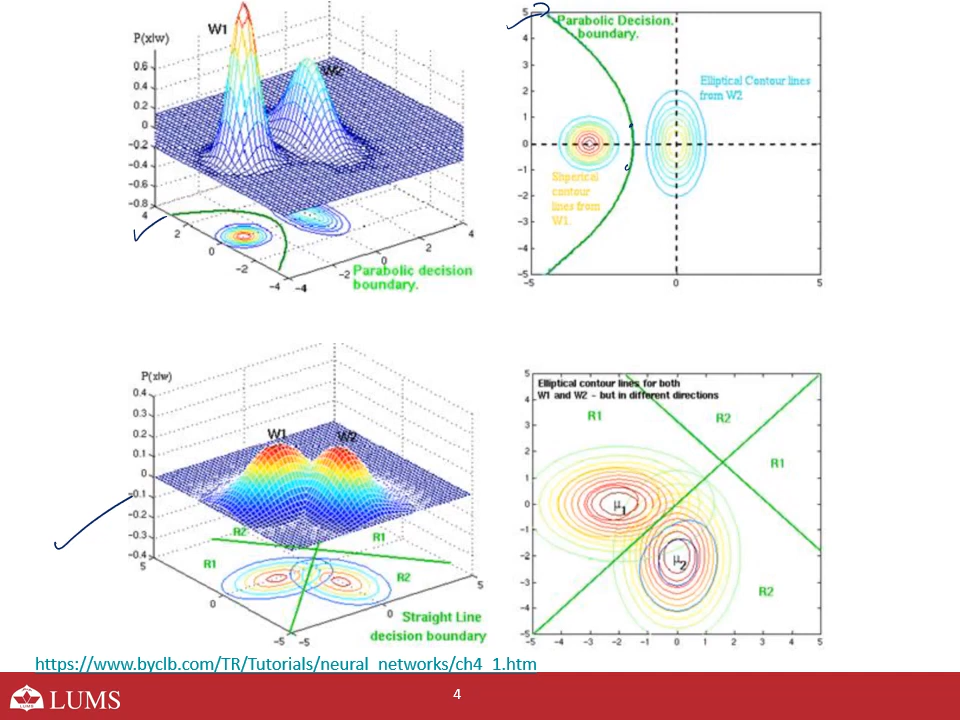 W1
P(x|w)
W2
0.6
0.4
0.2
0
-0.2
-0.4
-0.6
-0.8
4
2
0
-2
-4
-4
-2
0
2
4
Parabolic decision
boundary.
5
4
3
2
1
0
-1
-2
-3
-4
-5
-5
0
5
Parabolic Decision.
boundary.
Elliptical Contour lines
from W2
Shperical
contour
lines from
W1.
P(x|w)
0.4
0.3
0.2
0.1
0
-0.1
-0.2
-0.3
-0.4
5
0
-5
-5
0
5
W1
W2
R2
R1
R1
R2
Straight Line
decision boundary
5
4
3
2
1
0
-1
-2
-3
-4
-5
-5
-4
-3
-2
-1
0
1
2
3
4
5
Elliptical contour lines for both
W1 and W2 - but in different directions
R1
R2
R1
μ1
μ2
R2
https://www.byclb.com/TR/Tutorials/neural_networks/ch4_1.htm
LUMS
4